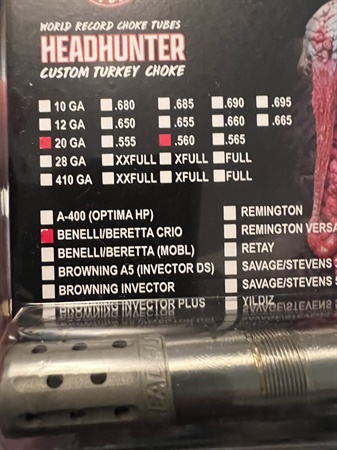 WORLD RECORD CHOKE TUBES
HEADHUNTER
CUSTOM TURKEY CHOKE
10 GA .680 .685 .690 .695
12 GA .650 .655 .660 .665
20 GA .555 .560 .565
28 GA XXFULL XFULL FULL
410 GA XXFULL XFULL FULL
A-400 (OPTIMA HP)
BENELLI/BERETTA CRIO
BENELLI/BERETTA (MOBL)
BROWNING A5 (INVECTOR DS)
BROWNING INVECTOR
BROWNING INVECTOR PLUS
REMINGTON
REMINGTON VERSA
RETAY
SAVAGE/STEVENS 3
SAVAGE/STEVENS 5
YILDIZ